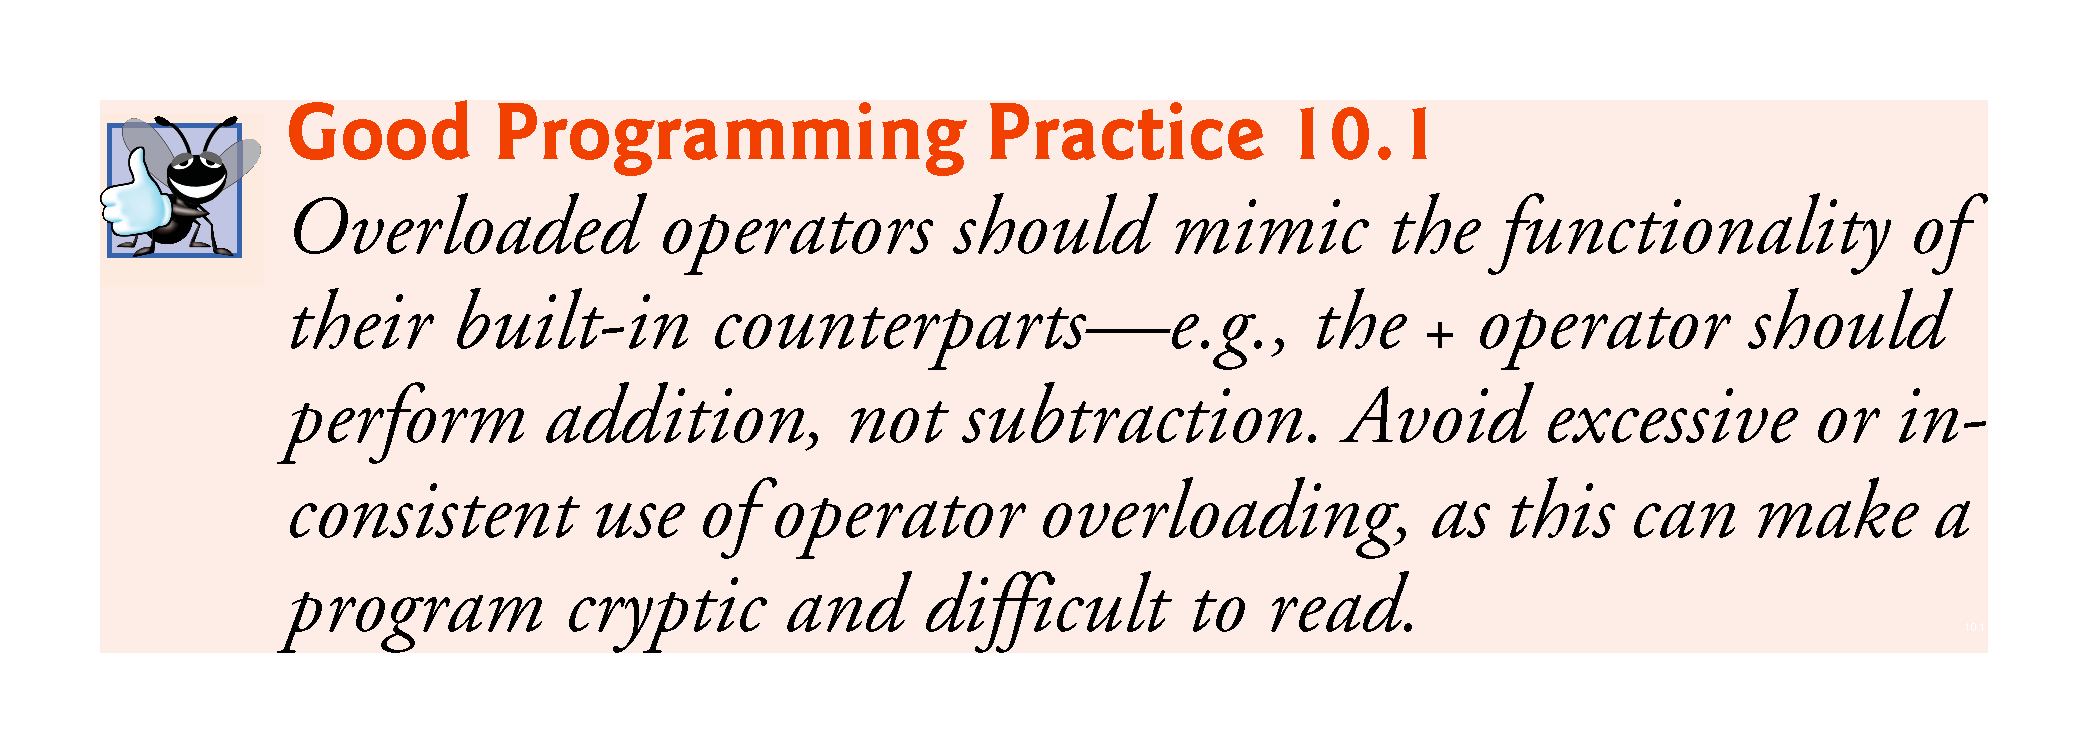 Good Programming Practice 10.1
Overloaded operators should mimic the functionality of
their built-in counterparts—e.g., the + operator should
perform addition, not subtraction. Avoid excessive or in-
consistent use of operator overloading, as this can make a
program cryptic and difficult to read.
10.1